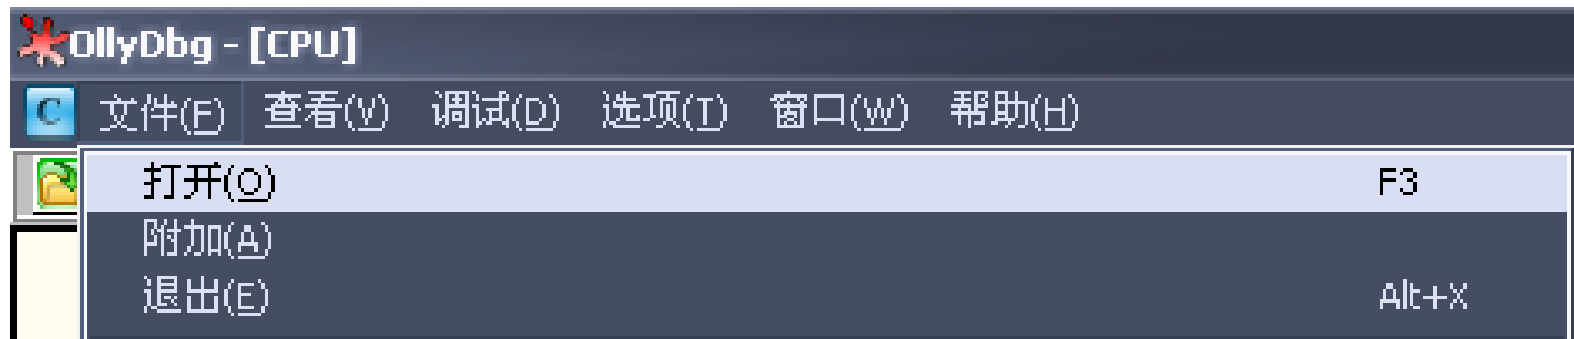 OllyDbg - [CPU]
C 文件(F) 查看(V) 调试(D) 选项(T) 窗口(W) 帮助(H)
打开(O) F3
附加(A)
退出(E) Alt+X